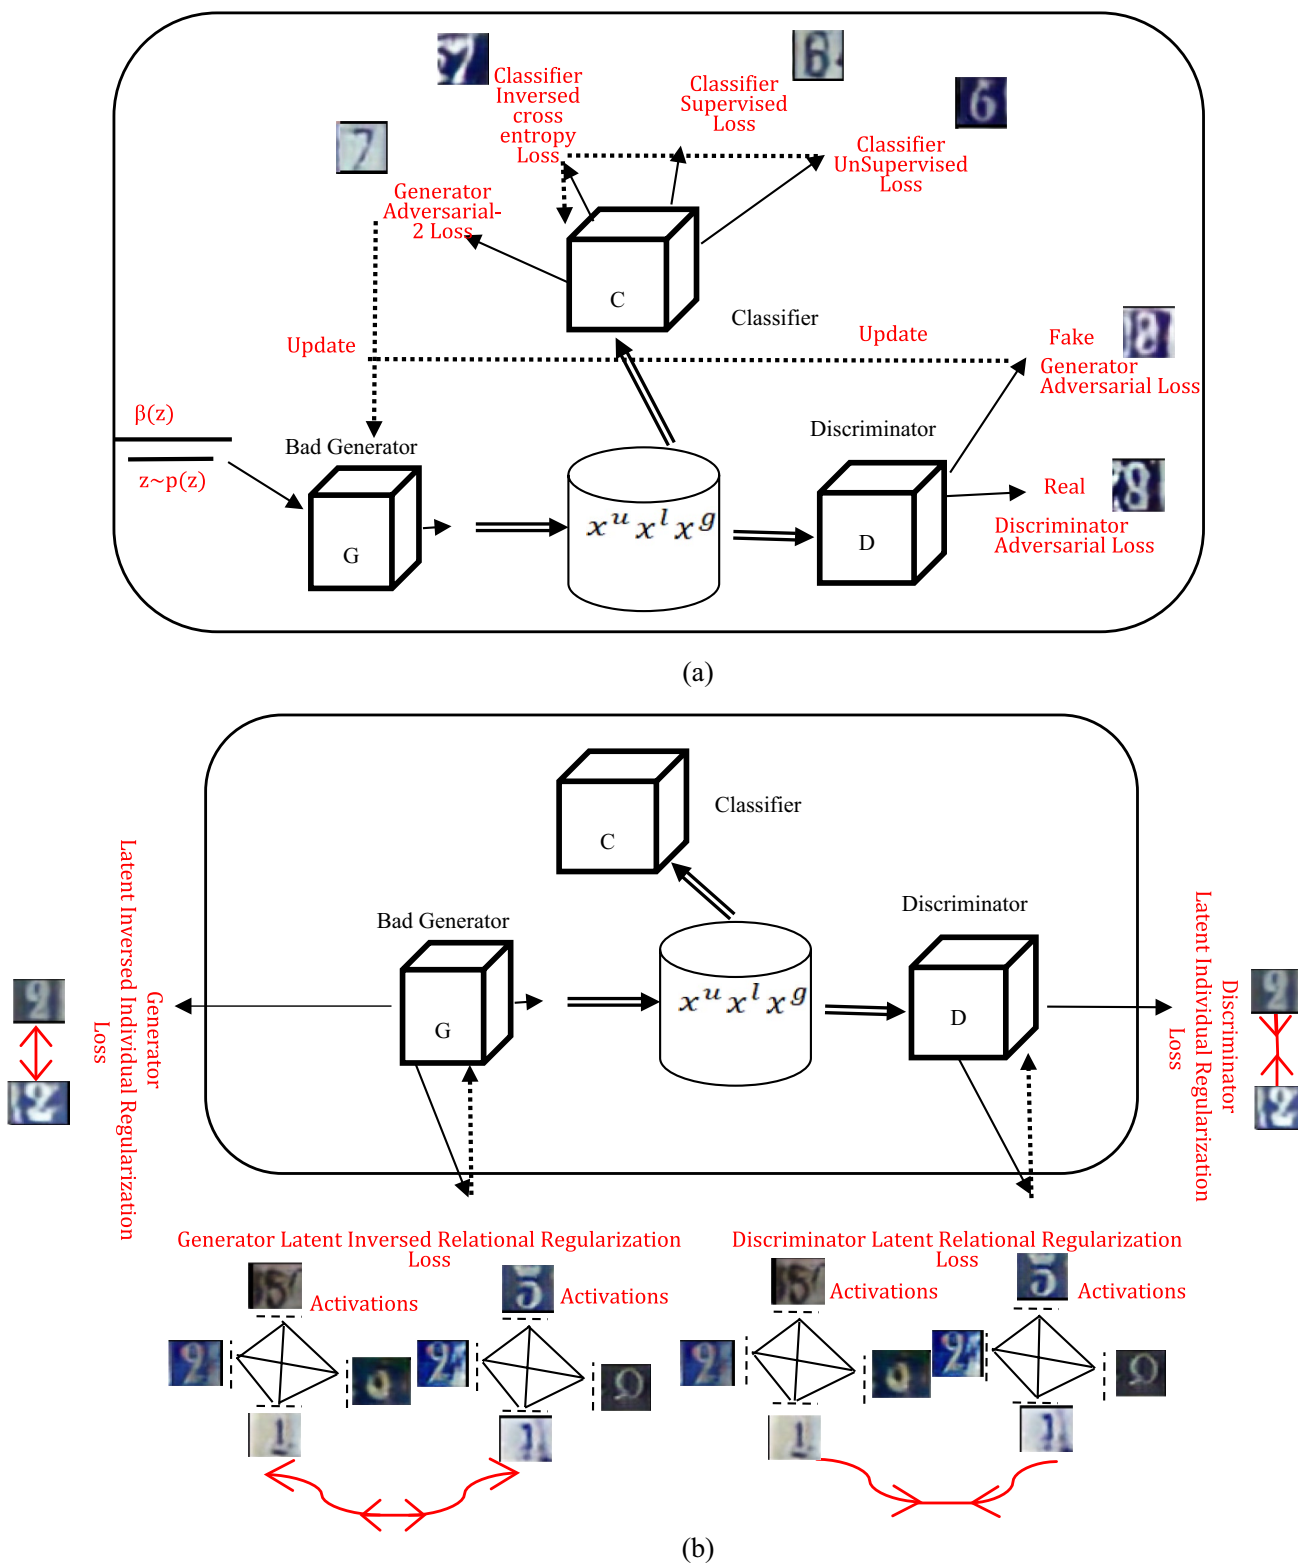 Classifier
Inversed
cross
entropy
Loss
Classifier
Supervised
Loss
Classifier
UnSupervised
Loss
Generator
Adversarial-
2 Loss
C
Classifier
Update
Update
Fake
Generator
Adversarial Loss
β(z)
z~p(z)
Bad Generator
G
x^u x^l x^g
Discriminator
D
Real
Discriminator
Adversarial Loss
(a)
C
Classifier
Bad Generator
G
x^u x^l x^g
Discriminator
D
Generator
Latent Inversed Individual Regularization
Loss
Discriminator
Latent Individual Regularization
Loss
Generator Latent Inversed Relational Regularization
Loss
Activations
Activations
Discriminator Latent Relational Regularization
Loss
Activations
Activations
(b)